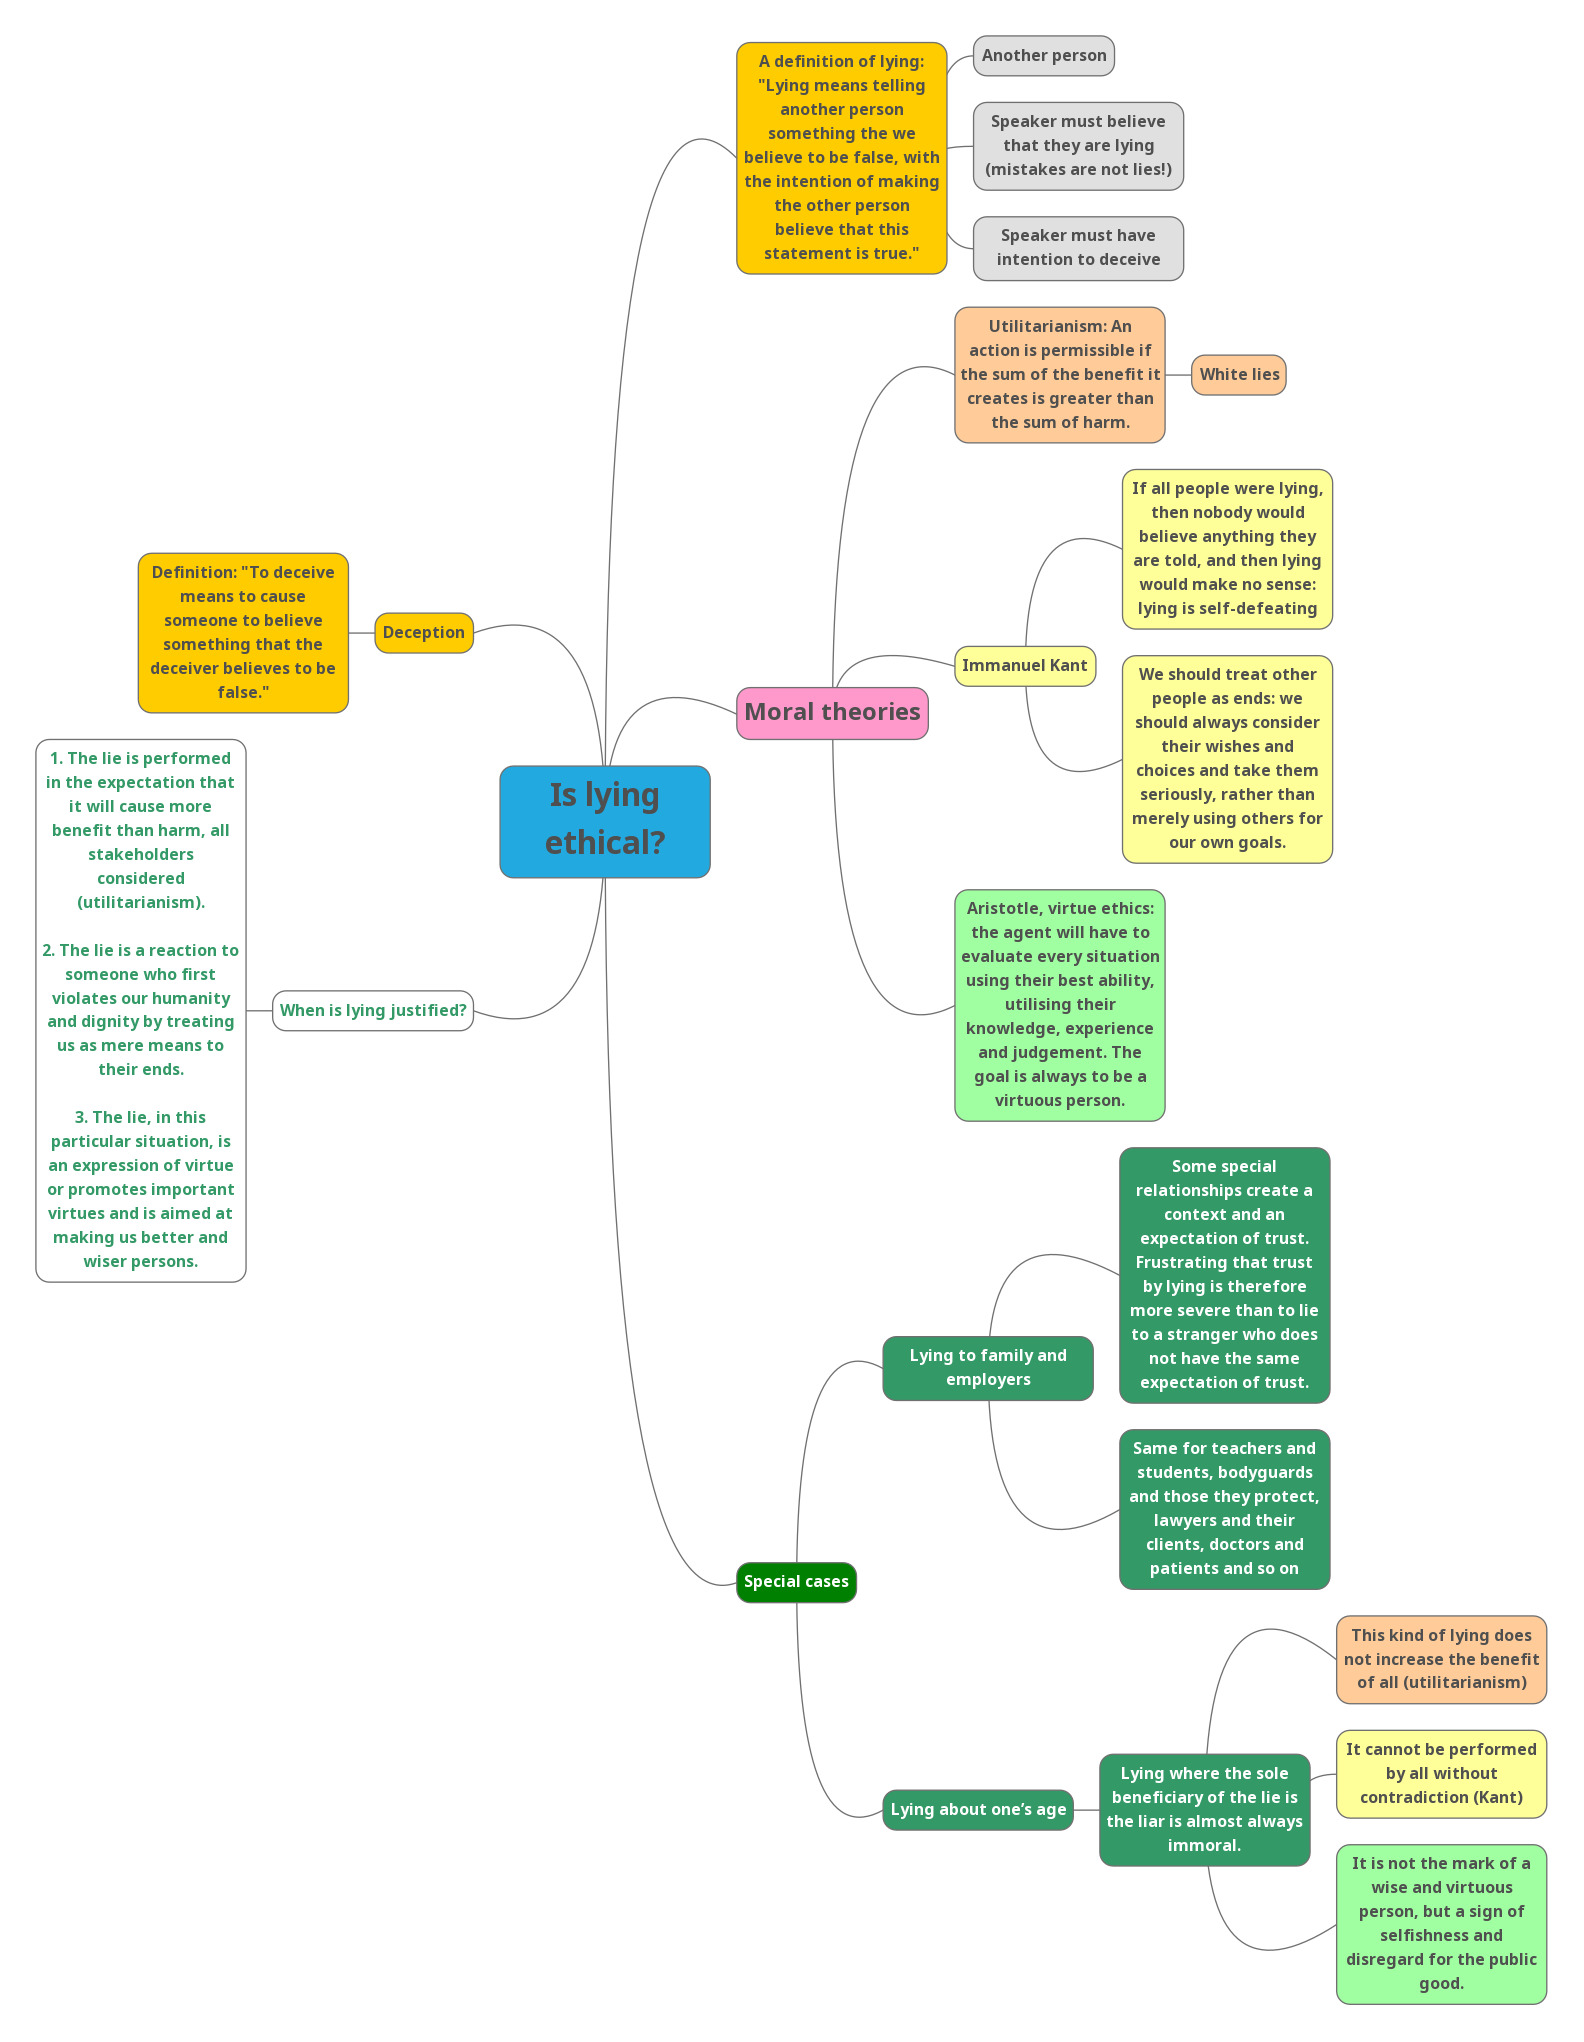 Is lying
ethical?
A definition of lying:
"Lying means telling
another person
something the we
believe to be false, with
the intention of making
the other person
believe that this
statement is true."
Another person
Speaker must believe
that they are lying
(mistakes are not lies!)
Speaker must have
intention to deceive
Moral theories
Utilitarianism: An
action is permissible if
the sum of the benefit it
creates is greater than
the sum of harm.
White lies
Immanuel Kant
If all people were lying,
then nobody would
believe anything they
are told, and then lying
would make no sense:
lying is self-defeating
We should treat other
people as ends: we
should always consider
their wishes and
choices and take them
seriously, rather than
merely using others for
our own goals.
Aristotle, virtue ethics:
the agent will have to
evaluate every situation
using their best ability,
utilising their
knowledge, experience
and judgement. The
goal is always to be a
virtuous person.
Special cases
Lying to family and
employers
Some special
relationships create a
context and an
expectation of trust.
Frustrating that trust
by lying is therefore
more severe than to lie
to a stranger who does
not have the same
expectation of trust.
Same for teachers and
students, bodyguards
and those they protect,
lawyers and their
clients, doctors and
patients and so on
Lying about one’s age
Lying where the sole
beneficiary of the lie is
the liar is almost always
immoral.
This kind of lying does
not increase the benefit
of all (utilitarianism)
It cannot be performed
by all without
contradiction (Kant)
It is not the mark of a
wise and virtuous
person, but a sign of
selfishness and
disregard for the public
good.
Deception
Definition: "To deceive
means to cause
someone to believe
something that the
deceiver believes to be
false."
When is lying justified?
1. The lie is performed
in the expectation that
it will cause more
benefit than harm, all
stakeholders
considered
(utilitarianism).
2. The lie is a reaction to
someone who first
violates our humanity
and dignity by treating
us as mere means to
their ends.
3. The lie, in this
particular situation, is
an expression of virtue
or promotes important
virtues and is aimed at
making us better and
wiser persons.